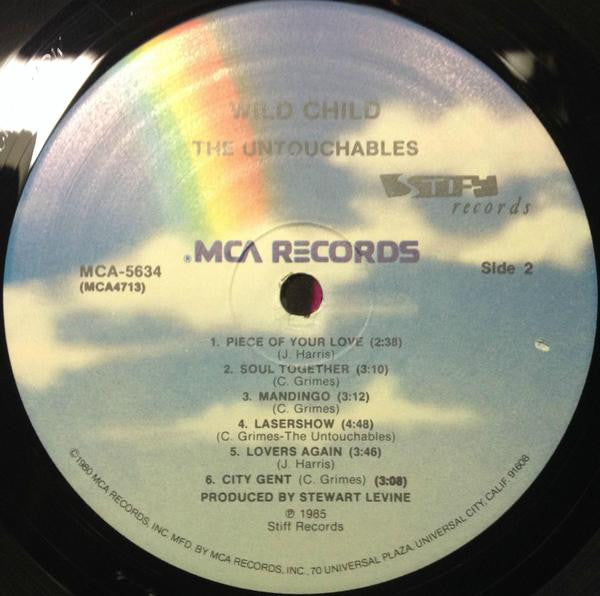 WILD CHILD
THE UNTOUCHABLES
STIFF
records
®MCA RECORDS
MCA-5634
(MCA4713)
Side 2
1. PIECE OF YOUR LOVE (2:38)
(J. Harris)
2. SOUL TOGETHER (3:10)
(C. Grimes)
3. MANDINGO (3:12)
(C. Grimes)
4. LASERSHOW (4:48)
(C. Grimes-The Untouchables)
5. LOVERS AGAIN (3:46)
(J. Harris)
6. CITY GENT (C. Grimes) (3:08)
PRODUCED BY STEWART LEVINE
℗ 1985
Stiff Records
©1980 MCA RECORDS, INC. MFD. BY MCA RECORDS, INC., 70 UNIVERSAL PLAZA, UNIVERSAL CITY, CALIF. 91608